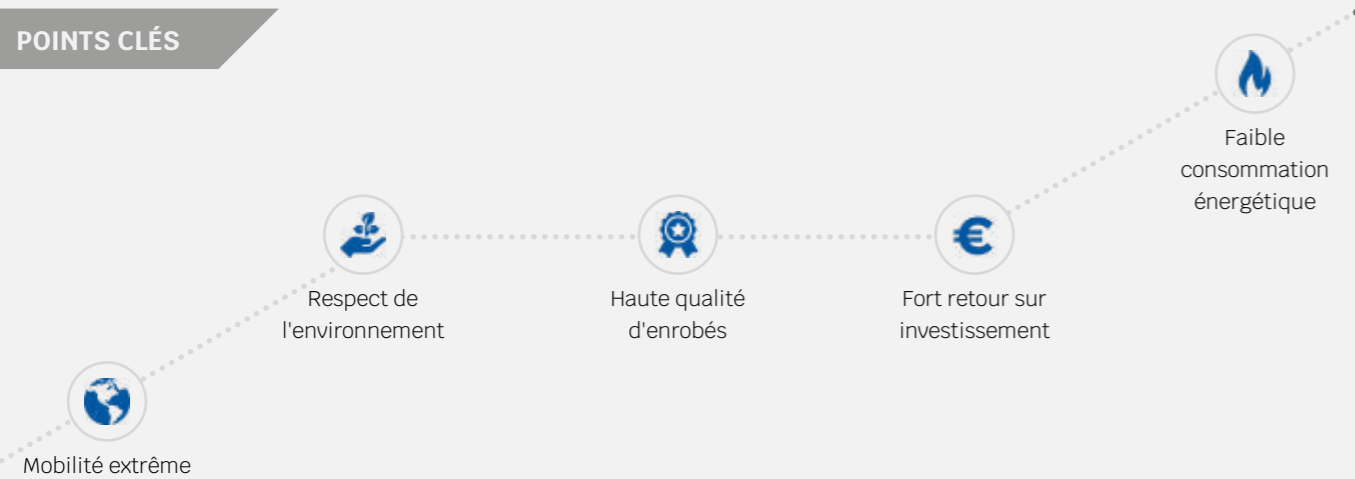 POINTS CLÉS
Mobilité extrême
Respect de
l'environnement
Haute qualité
d'enrobés
Fort retour sur
investissement
Faible
consommation
énergétique